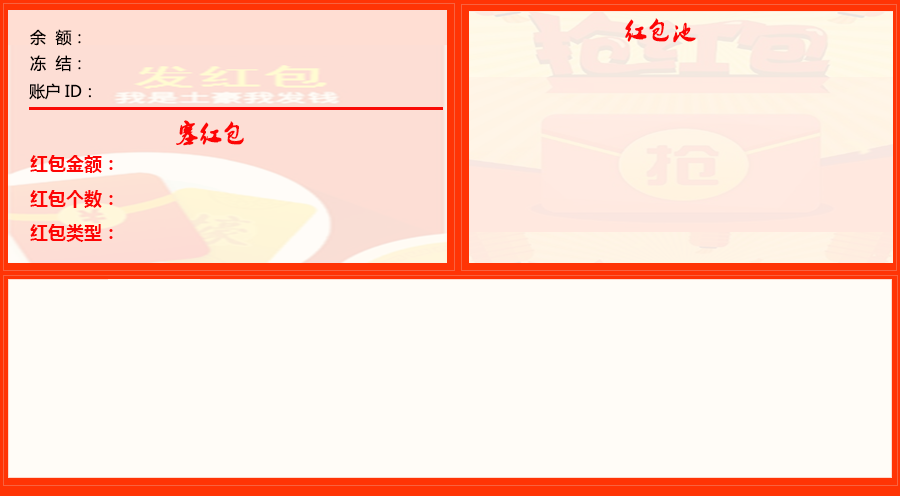 余 额：
冻 结：
发红包
账户 ID：
我是土豪我发钱
塞红包
红包金额：
红包个数：
红包类型：
红包池
抢红包
抢